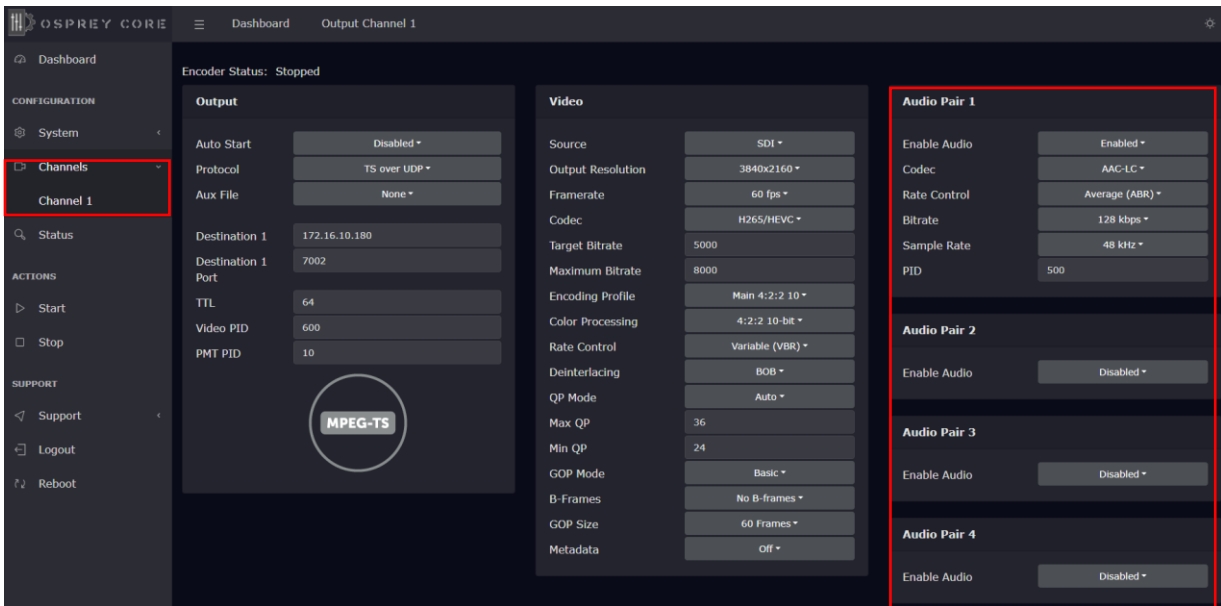 OSPREY CORE
Dashboard
Output Channel 1
Dashboard
CONFIGURATION
System
Channels
Channel 1
Status
ACTIONS
Start
Stop
SUPPORT
Support
Logout
Reboot
Encoder Status: Stopped
Output
Auto Start Disabled
Protocol TS over UDP
Aux File None
Destination 1 172.16.10.180
Destination 1 7002
Port
TTL 64
Video PID 600
PMT PID 10
MPEG-TS
Video
Source SDI
Output Resolution 3840x2160
Framerate 60 fps
Codec H265/HEVC
Target Bitrate 5000
Maximum Bitrate 8000
Encoding Profile Main 4:2:2 10
Color Processing 4:2:2 10-bit
Rate Control Variable (VBR)
Deinterlacing BOB
QP Mode Auto
Max QP 36
Min QP 24
GOP Mode Basic
B-Frames No B-frames
GOP Size 60 Frames
Metadata Off
Audio Pair 1
Enable Audio Enabled
Codec AAC-LC
Rate Control Average (ABR)
Bitrate 128 kbps
Sample Rate 48 kHz
PID 500
Audio Pair 2
Enable Audio Disabled
Audio Pair 3
Enable Audio Disabled
Audio Pair 4
Enable Audio Disabled